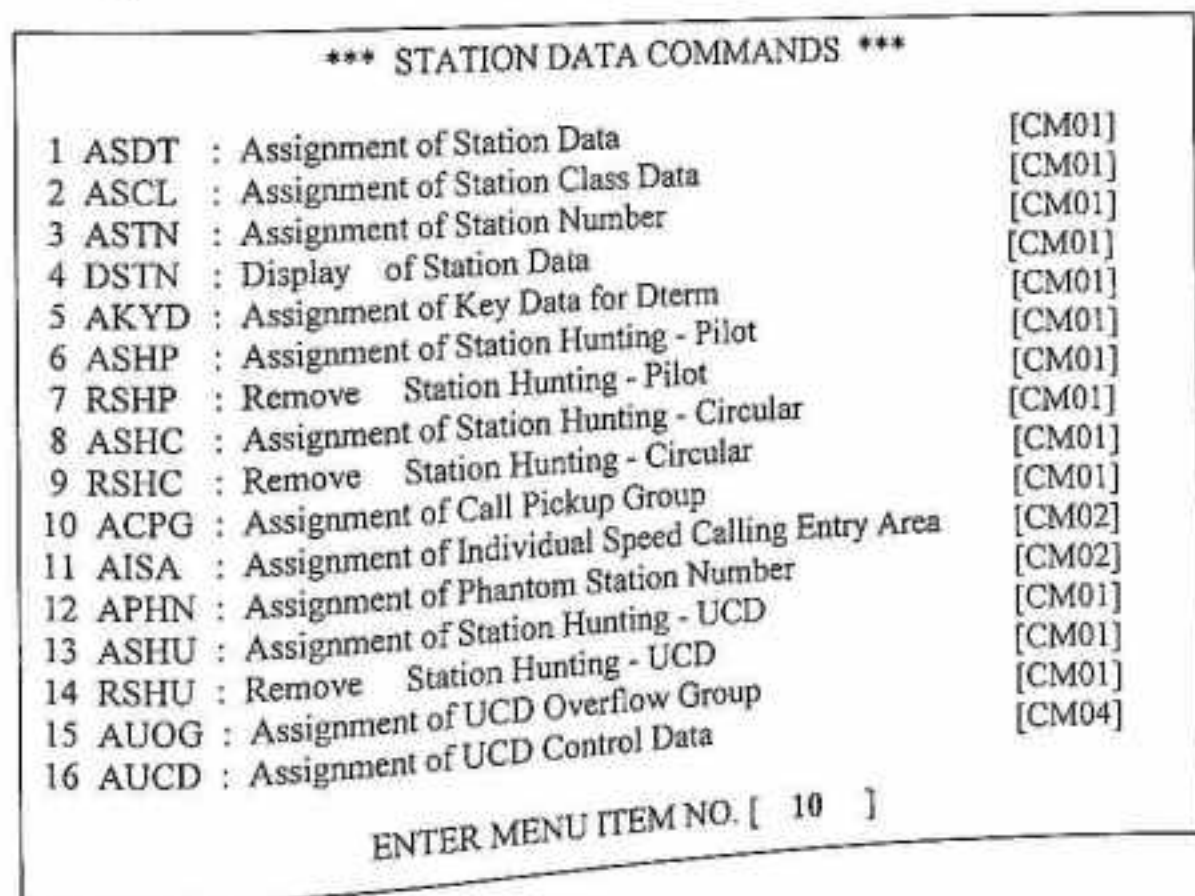 *** STATION DATA COMMANDS ***
1 ASDT : Assignment of Station Data [CM01]
2 ASCL : Assignment of Station Class Data [CM01]
3 ASTN : Assignment of Station Number [CM01]
4 DSTN : Display of Station Data [CM01]
5 AKYD : Assignment of Key Data for Dterm [CM01]
6 ASHP : Assignment of Station Hunting - Pilot [CM01]
7 RSHP : Remove Station Hunting - Pilot [CM01]
8 ASHC : Assignment of Station Hunting - Circular [CM01]
9 RSHC : Remove Station Hunting - Circular [CM01]
10 ACPG : Assignment of Call Pickup Group [CM01]
11 AISA : Assignment of Individual Speed Calling Entry Area [CM02]
12 APHN : Assignment of Phantom Station Number [CM02]
13 ASHU : Assignment of Station Hunting - UCD [CM01]
14 RSHU : Remove Station Hunting - UCD [CM01]
15 AUOG : Assignment of UCD Overflow Group [CM01]
16 AUCD : Assignment of UCD Control Data [CM04]
ENTER MENU ITEM NO. [ 10 ]